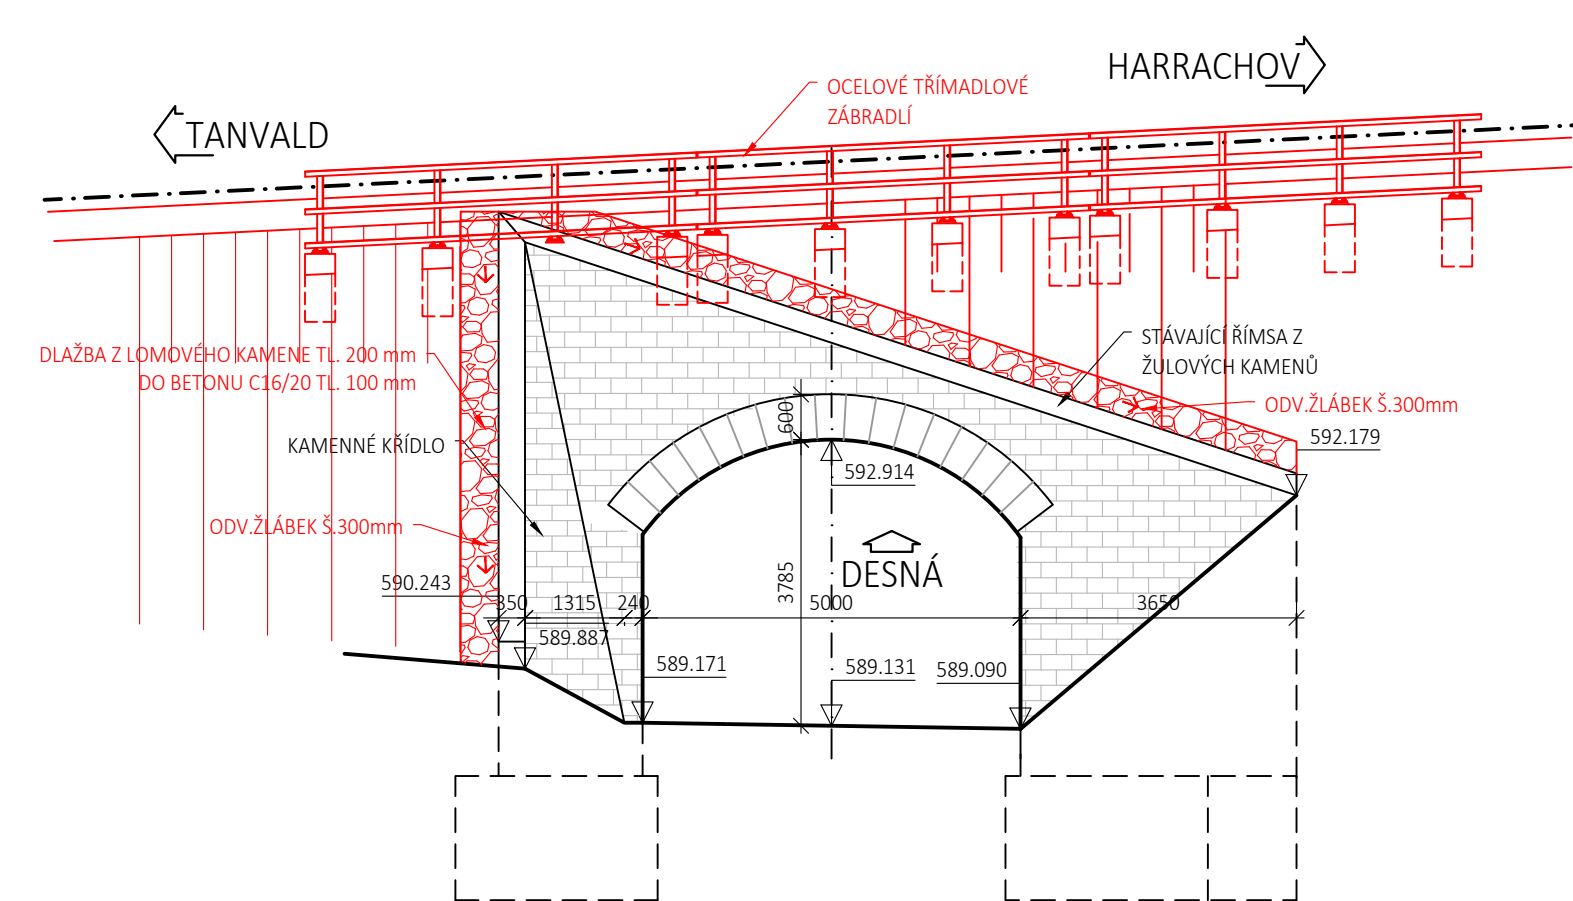 HARRACHOV
OCELOVÉ TŘÍMADLOVÉ
ZÁBRADLÍ
TANVALD
STÁVAJÍCÍ ŘÍMSA Z
ŽULOVÝCH KAMENŮ
DLAŽBA Z LOMOVÉHO KAMENE TL. 200 mm
DO BETONU C16/20 TL. 100 mm
ODV.ŽLÁBEK Š.300mm
592.179
600
KAMENNÉ KŘÍDLO
592.914
ODV.ŽLÁBEK Š.300mm
DESNÁ
590.243
3785
350
1315
240
5000
3650
589.887
589.171
589.131
589.090